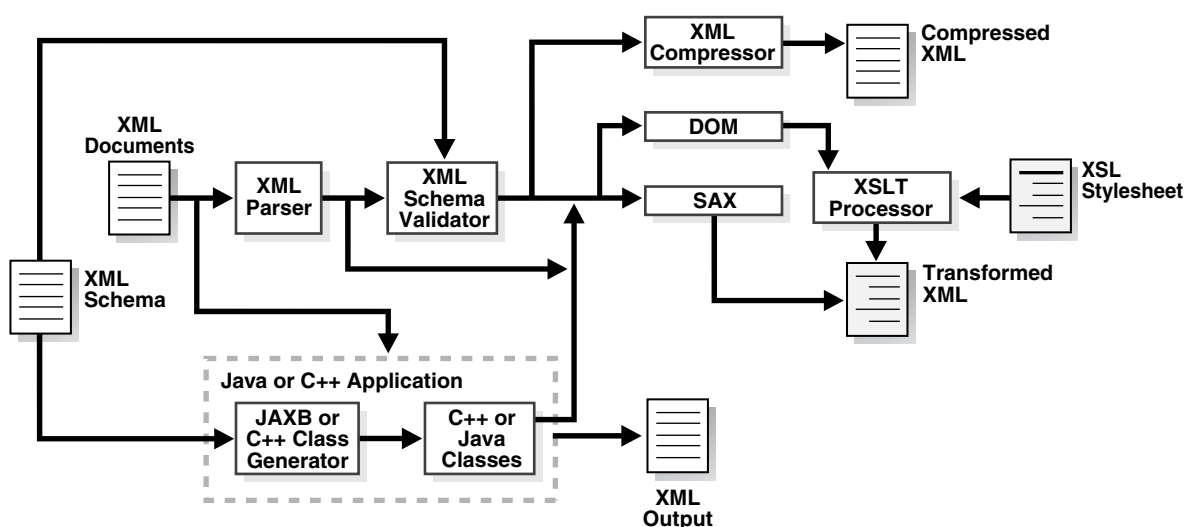 XML
Compressor
Compressed
XML
XML
Documents
DOM
XML
Parser
XML
Schema
Validator
SAX
XSLT
Processor
XSL
Stylesheet
XML
Schema
Transformed
XML
Java or C++ Application
JAXB or
C++ Class
Generator
C++ or
Java
Classes
XML
Output